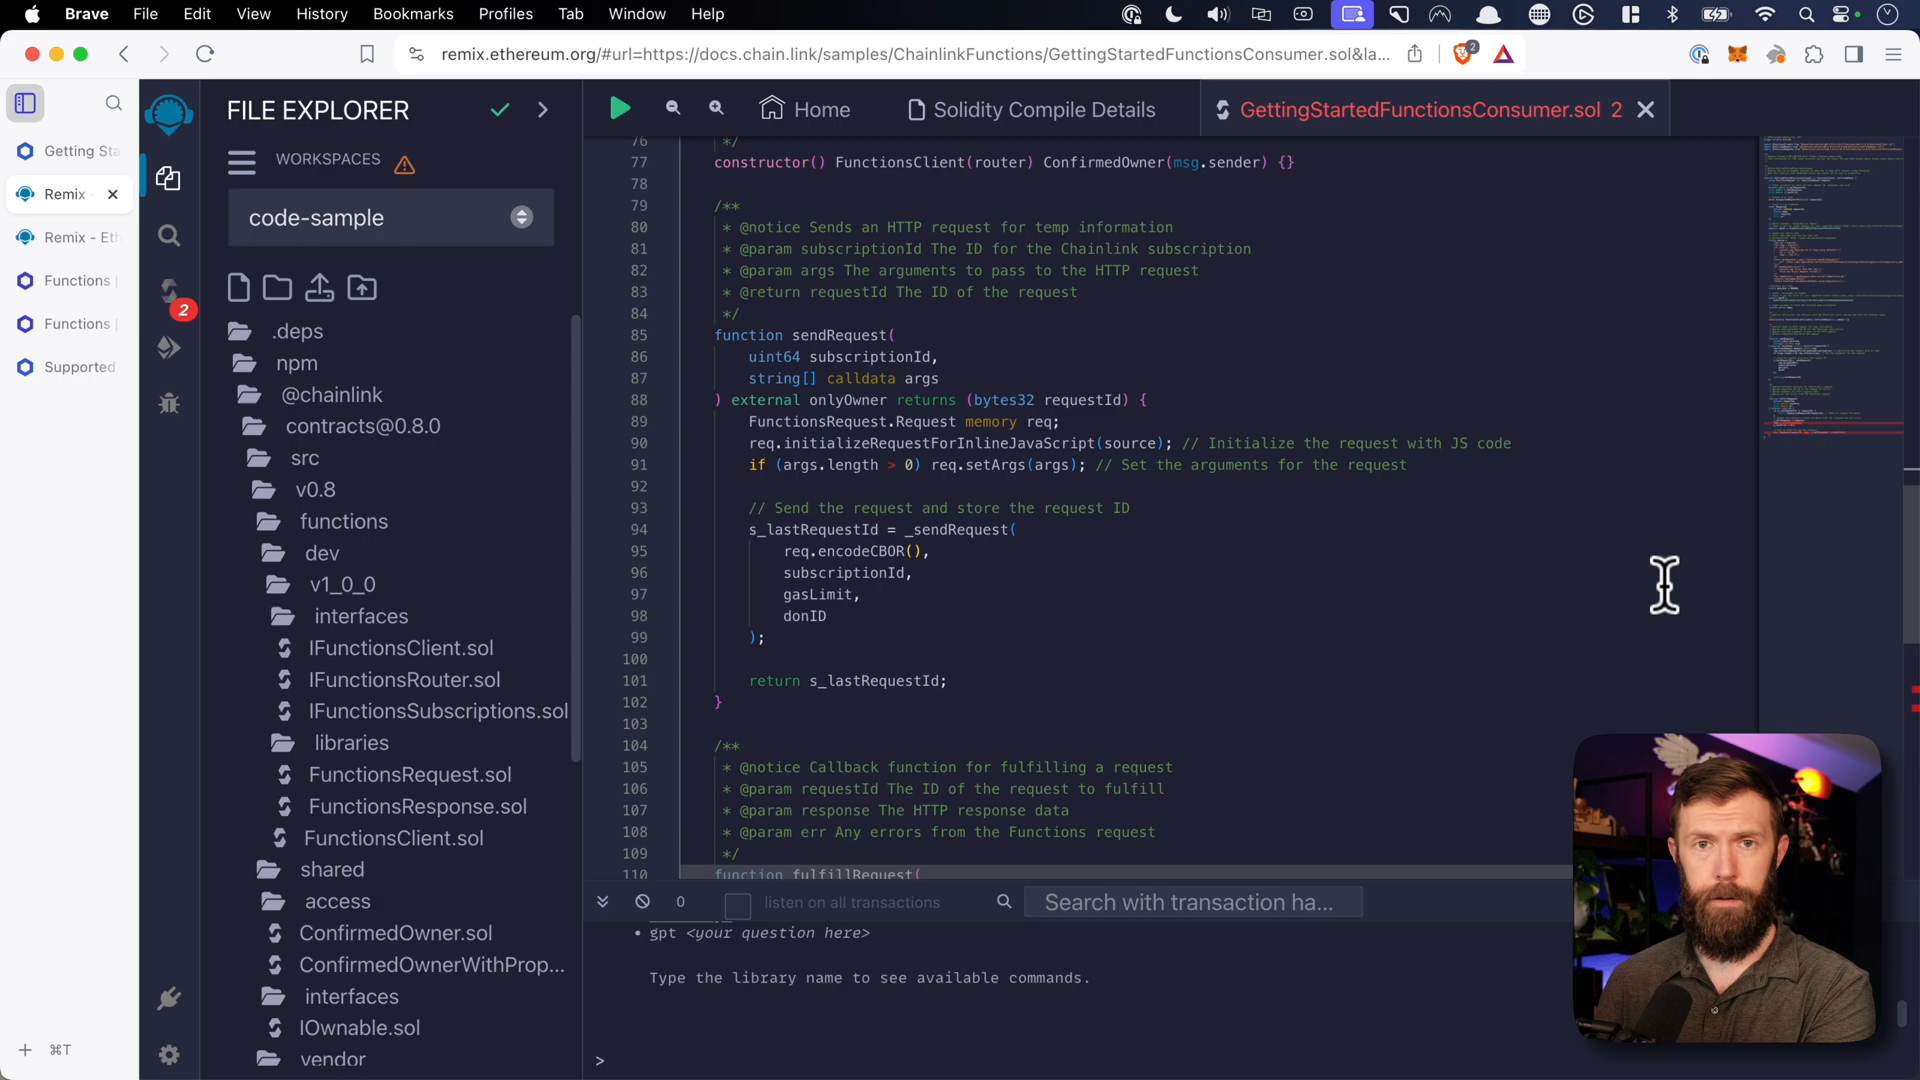 Brave File Edit View History Bookmarks Profiles Tab Window Help
remix.ethereum.org/#url=https://docs.chain.link/samples/ChainlinkFunctions/GettingStartedFunctionsConsumer.sol&la...
2
Getting Sta
Remix
Remix - Eth
Functions |
Functions |
Supported
+ ⌘T
FILE EXPLORER
WORKSPACES
code-sample
2
.deps
npm
@chainlink
contracts@0.8.0
src
v0.8
functions
dev
v1_0_0
interfaces
IFunctionsClient.sol
IFunctionsRouter.sol
IFunctionsSubscriptions.sol
libraries
FunctionsRequest.sol
FunctionsResponse.sol
FunctionsClient.sol
shared
access
ConfirmedOwner.sol
ConfirmedOwnerWithProp...
interfaces
IOwnable.sol
vendor
Home Solidity Compile Details GettingStartedFunctionsConsumer.sol 2
76 */
77 constructor() FunctionsClient(router) ConfirmedOwner(msg.sender) {}
78
79 /**
80 * @notice Sends an HTTP request for temp information
81 * @param subscriptionId The ID for the Chainlink subscription
82 * @param args The arguments to pass to the HTTP request
83 * @return requestId The ID of the request
84 */
85 function sendRequest(
86 uint64 subscriptionId,
87 string[] calldata args
88 ) external onlyOwner returns (bytes32 requestId) {
89 FunctionsRequest.Request memory req;
90 req.initializeRequestForInlineJavaScript(source); // Initialize the request with JS code
91 if (args.length > 0) req.setArgs(args); // Set the arguments for the request
92
93 // Send the request and store the request ID
94 s_lastRequestId = _sendRequest(
95 req.encodeCBOR(),
96 subscriptionId,
97 gasLimit,
98 donID
99 );
100
101 return s_lastRequestId;
102 }
103
104 /**
105 * @notice Callback function for fulfilling a request
106 * @param requestId The ID of the request to fulfill
107 * @param response The HTTP response data
108 * @param err Any errors from the Functions request
109 */
110 function fulfillRequest(
0 listen on all transactions Search with transaction ha...
• gpt <your question here>
Type the library name to see available commands.
>